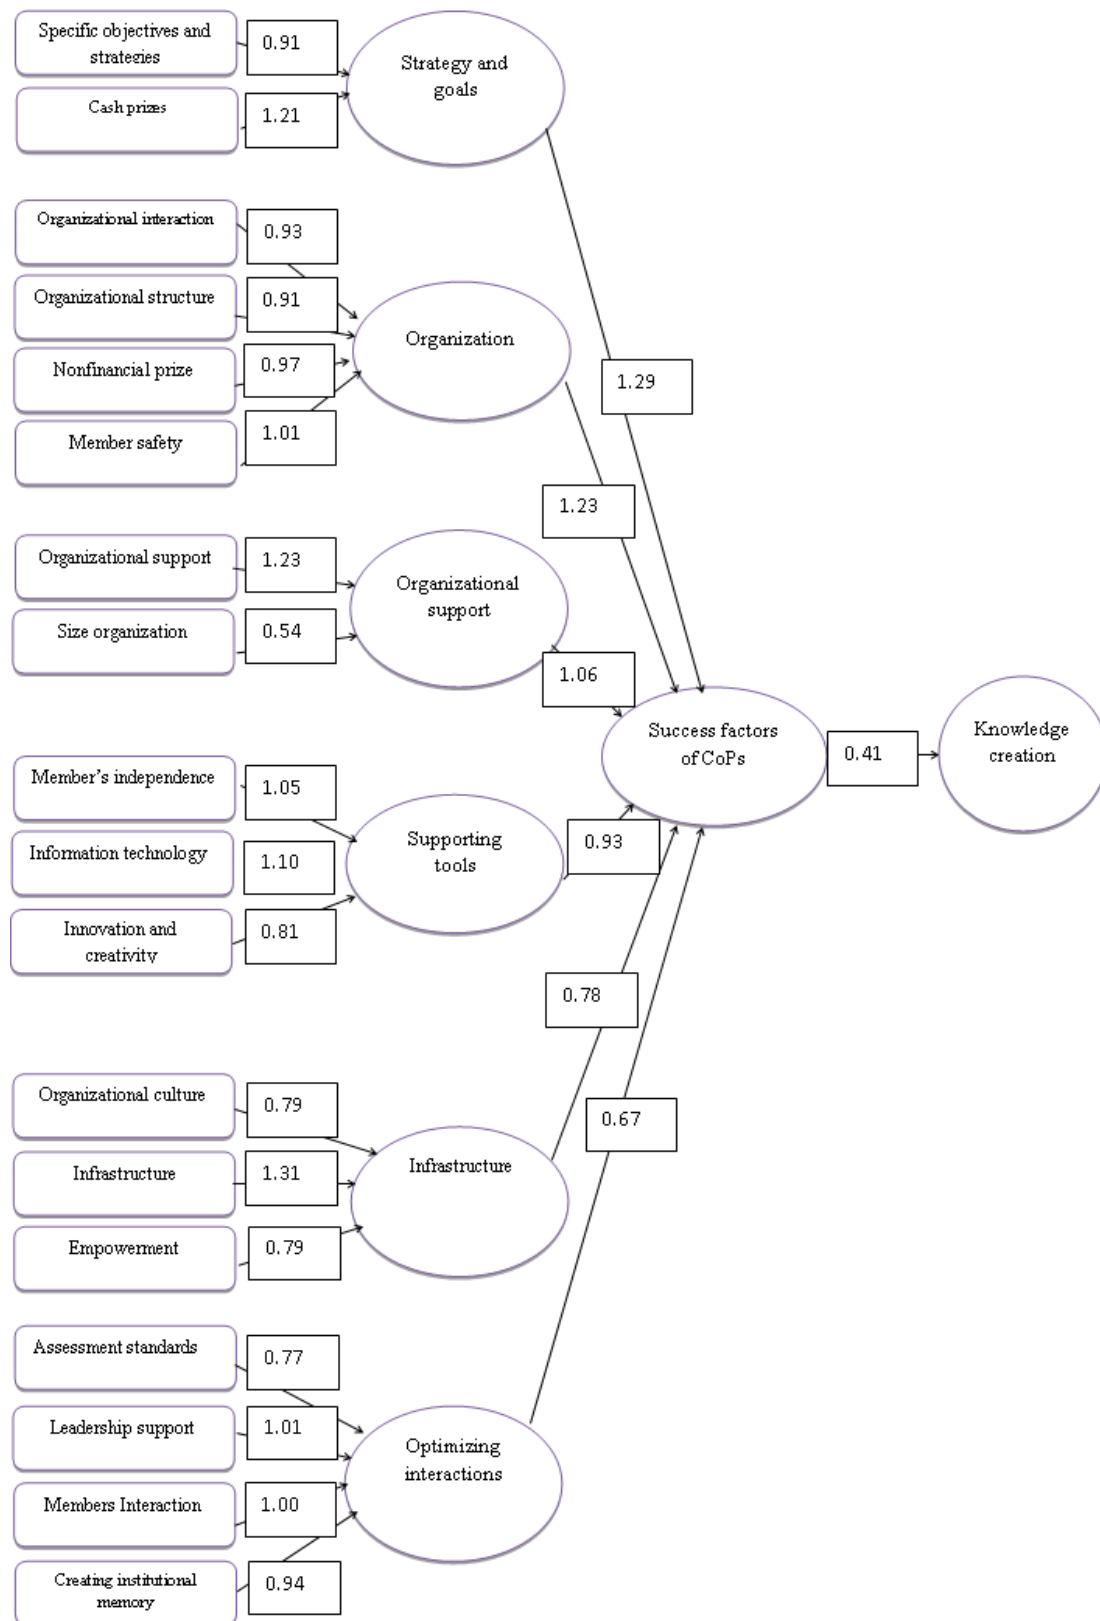 Specific objectives and
strategies
0.91
Strategy and
goals
Cash prizes
1.21
Organizational interaction
0.93
Organizational structure
0.91
Organization
Nonfinancial prize
0.97
1.29
Member safety
1.01
1.23
Organizational support
1.23
Organizational
support
Size organization
0.54
1.06
Success factors
of CoPs
0.41
Knowledge
creation
Member’s independence
1.05
Information technology
1.10
Supporting
tools
0.93
Innovation and
creativity
0.81
0.78
Organizational culture
0.79
0.67
Infrastructure
1.31
Infrastructure
Empowerment
0.79
Assessment standards
0.77
Leadership support
1.01
Optimizing
interactions
Members Interaction
1.00
Creating institutional
memory
0.94